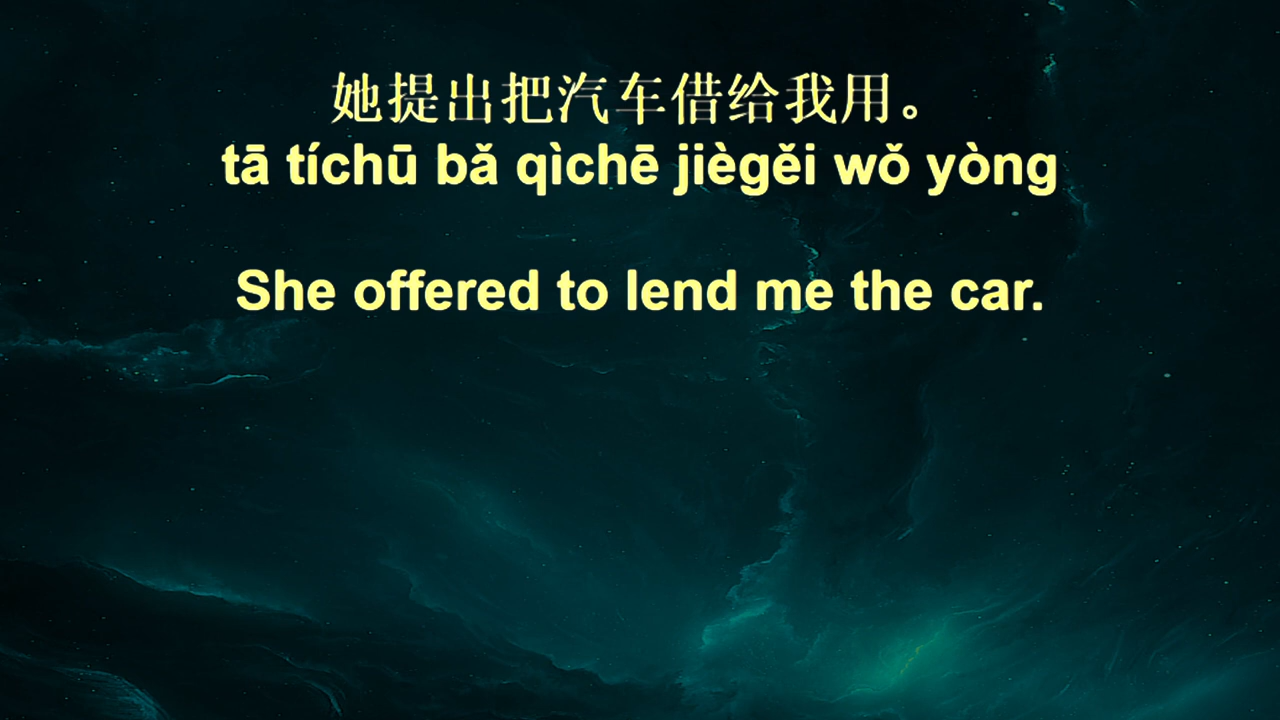 她提出把汽车借给我用。
tā tíchū bǎ qìchē jiègěi wǒ yòng
She offered to lend me the car.